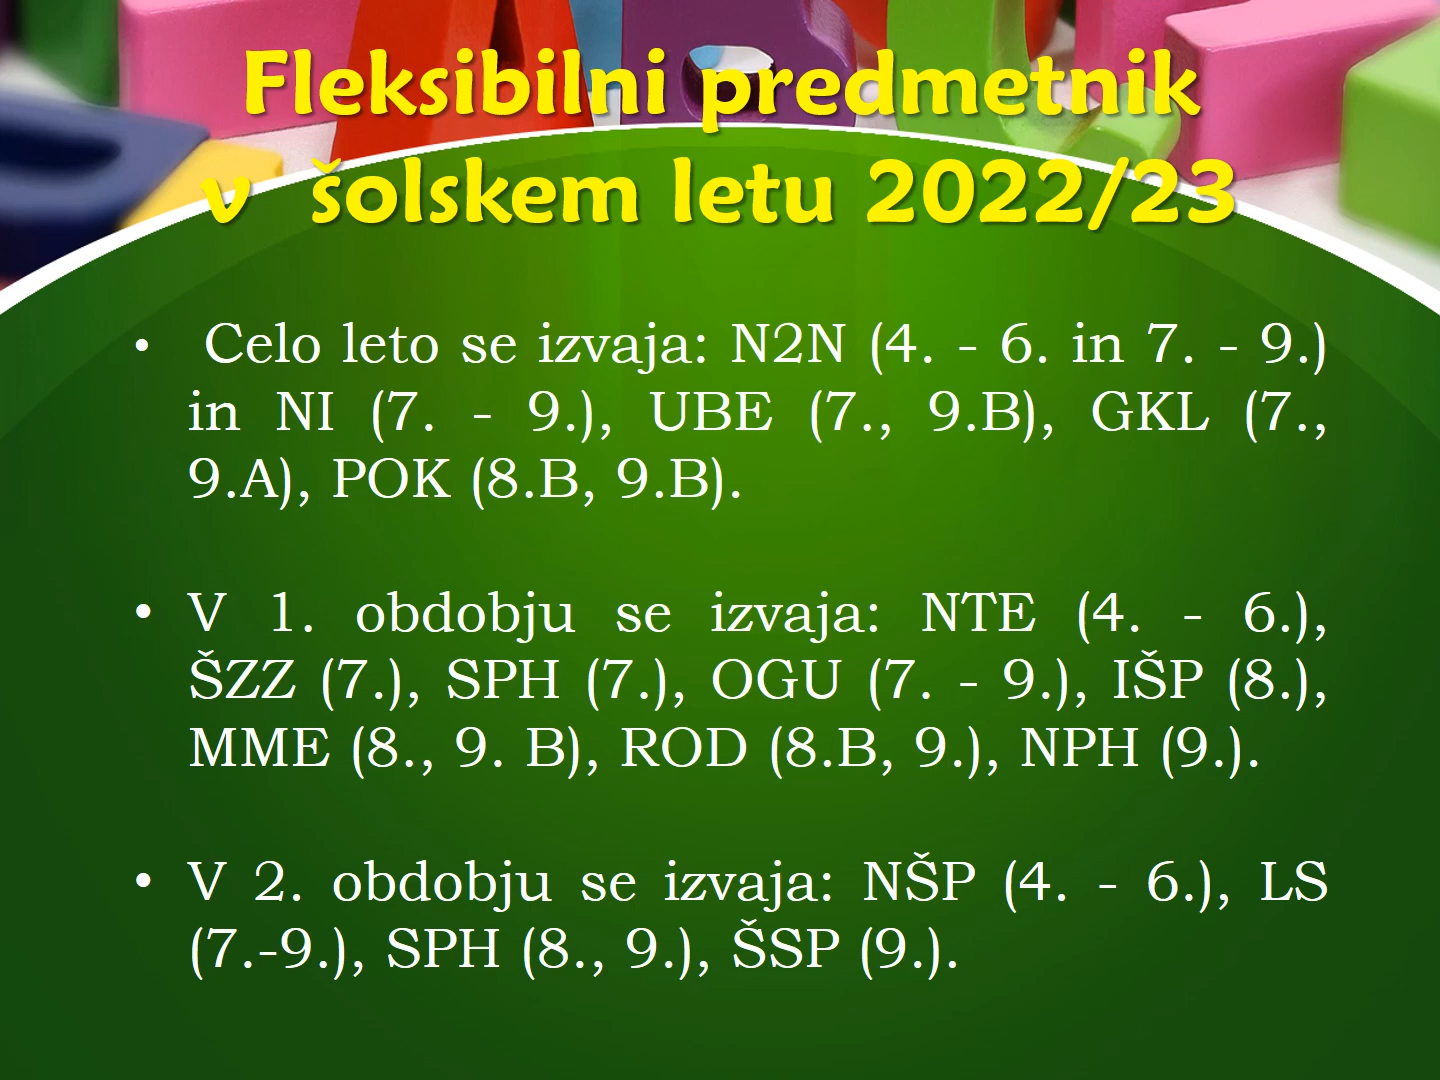 Fleksibilni predmetnik
v šolskem letu 2022/23
• Celo leto se izvaja: N2N (4. - 6. in 7. - 9.)
in NI (7. - 9.), UBE (7., 9.B), GKL (7.,
9.A), POK (8.B, 9.B).
• V 1. obdobju se izvaja: NTE (4. - 6.),
ŠZZ (7.), SPH (7.), OGU (7. - 9.), IŠP (8.),
MME (8., 9. B), ROD (8.B, 9.), NPH (9.).
• V 2. obdobju se izvaja: NŠP (4. - 6.), LS
(7.-9.), SPH (8., 9.), ŠSP (9.).